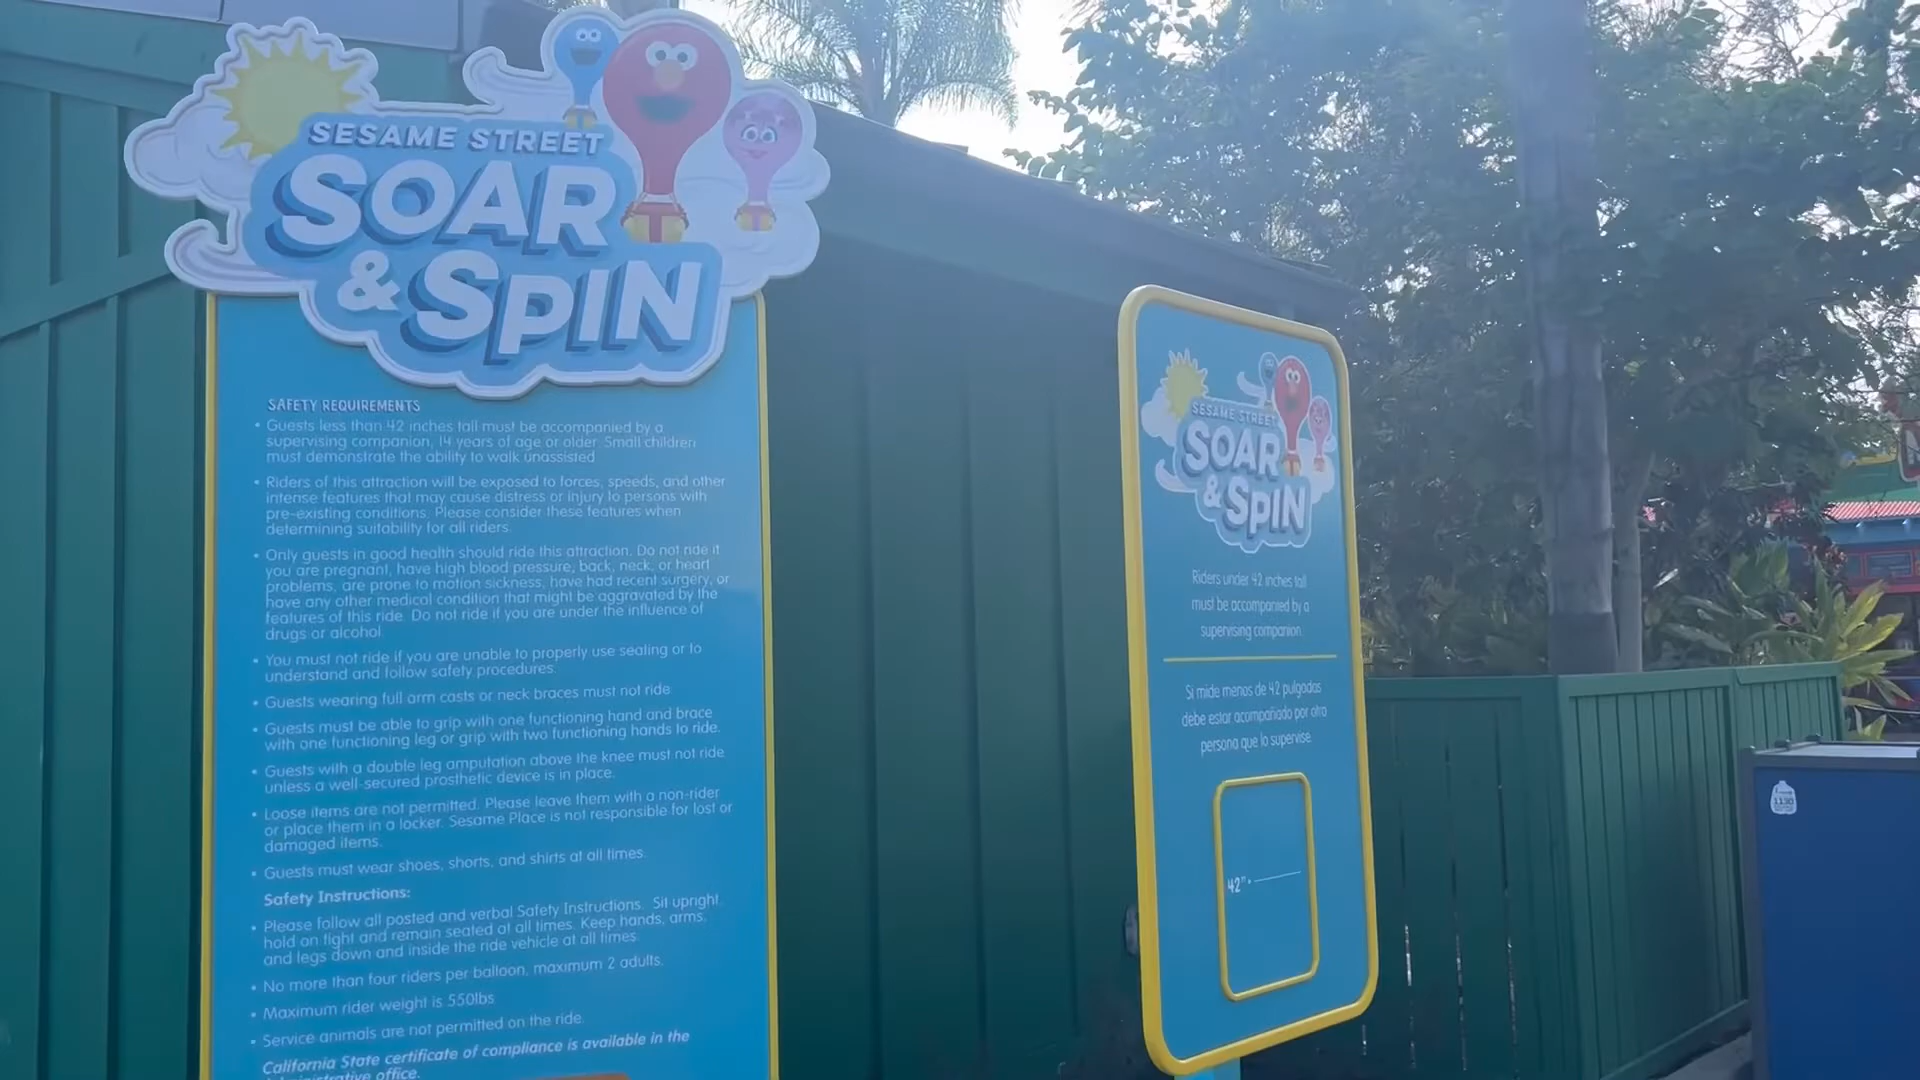 SESAME STREET
SOAR
& SPIN
SAFETY REQUIREMENTS
• Guests less than 42 inches tall must be accompanied by a
supervising companion, 14 years of age or older. Small children
must demonstrate the ability to walk unassisted.
• Riders of this attraction will be exposed to forces, speeds, and other
intense features that may cause distress or injury to persons with
pre-existing conditions. Please consider these features when
determining suitability for all riders.
• Only guests in good health should ride this attraction. Do not ride if
you are pregnant, have high blood pressure, back, neck, or heart
problems, are prone to motion sickness, have had recent surgery, or
have any other medical condition that might be aggravated by the
features of this ride. Do not ride if you are under the influence of
drugs or alcohol.
• You must not ride if you are unable to properly use seating or to
understand and follow safety procedures.
• Guests wearing full arm casts or neck braces must not ride
• Guests must be able to grip with one functioning hand and brace
with one functioning leg or grip with two functioning hands to ride.
• Guests with a double leg amputation above the knee must not ride
unless a well-secured prosthetic device is in place.
• Loose items are not permitted. Please leave them with a non-rider
or place them in a locker. Sesame Place is not responsible for lost or
damaged items.
• Guests must wear shoes, shorts, and shirts at all times.
Safety Instructions:
• Please follow all posted and verbal Safety Instructions. Sit upright,
hold on tight and remain seated at all times. Keep hands, arms,
and legs down and inside the ride vehicle at all times.
• No more than four riders per balloon, maximum 2 adults.
• Maximum rider weight is 550lbs
• Service animals are not permitted on the ride.
California State certificate of compliance is available in the
office.
SESAME STREET
SOAR
& SPIN
Riders under 42 inches tall
must be accompanied by a
supervising companion.
Si mide menos de 42 pulgadas
debe estar acompañado por otra
persona que lo supervise.
42"
1130